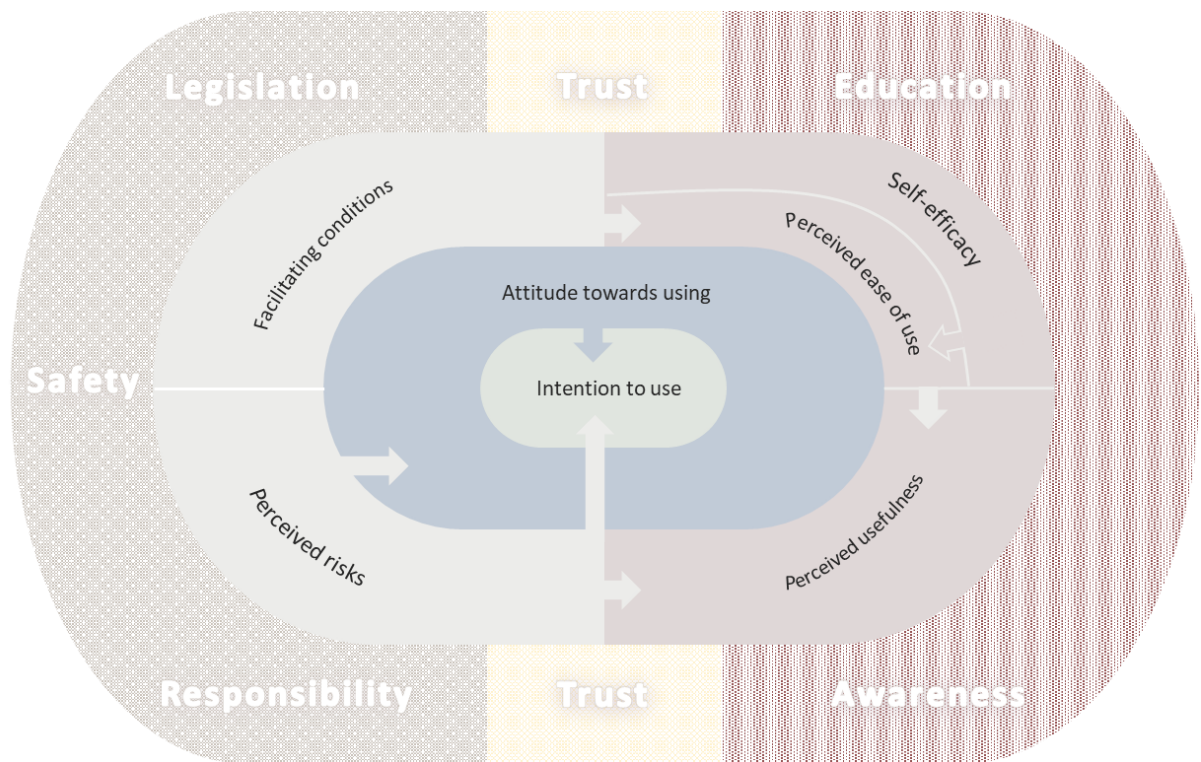 Legislation
Trust
Education
Facilitating conditions
Self-efficacy
Perceived ease of use
Attitude towards using
Safety
Intention to use
Perceived risks
Perceived usefulness
Responsibility
Trust
Awareness